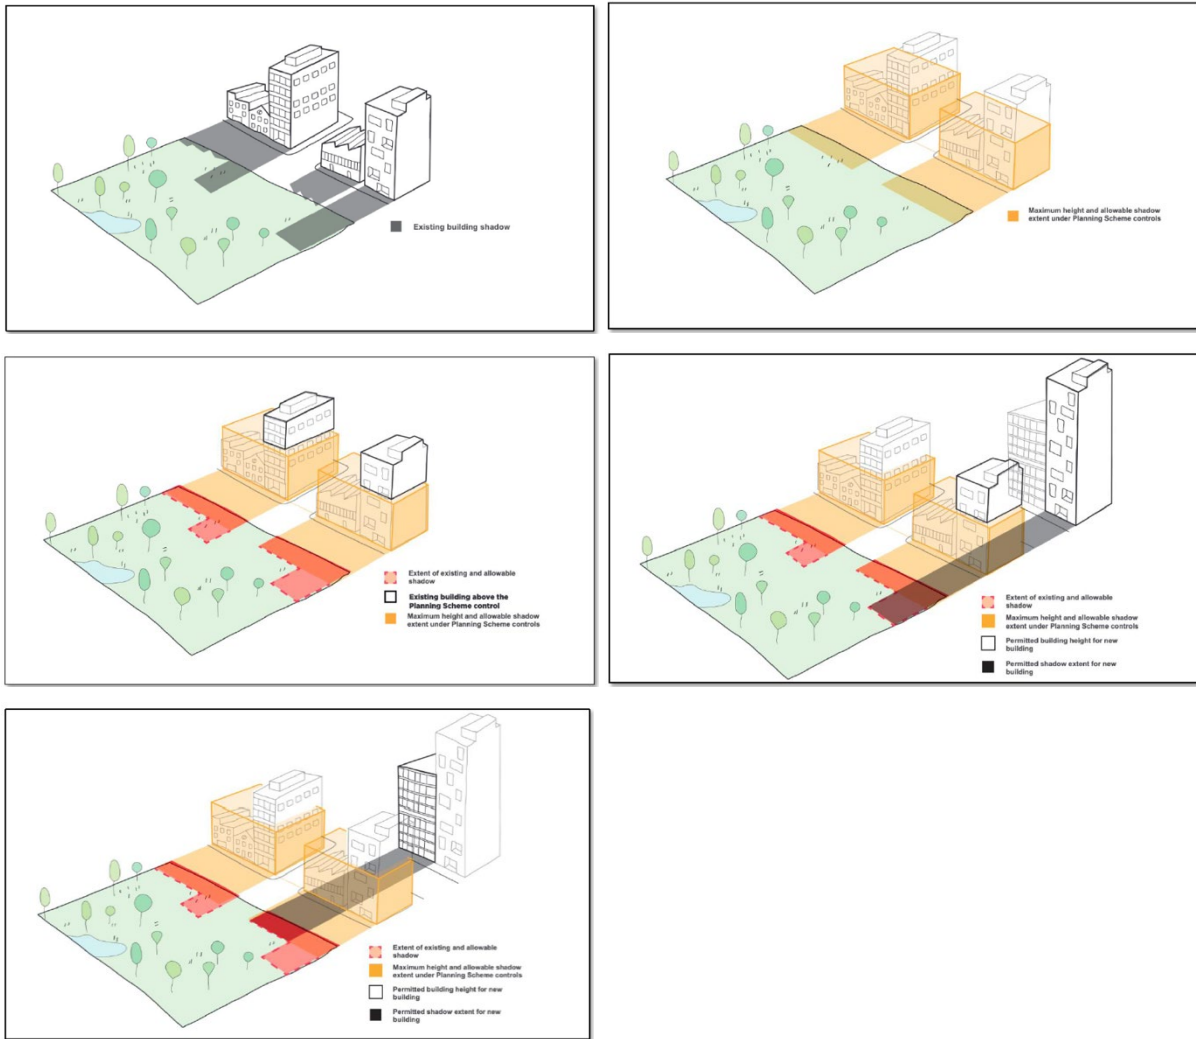 Existing building shadow
Maximum height and allowable shadow
extent under Planning Scheme controls
Extent of existing and allowable
shadow
Existing building above the
Planning Scheme control
Maximum height and allowable shadow
extent under Planning Scheme controls
Extent of existing and allowable
shadow
Maximum height and allowable shadow
extent under Planning Scheme controls
Permitted building height for new
building
Permitted shadow extent for new
building
Extent of existing and allowable
shadow
Maximum height and allowable shadow
extent under Planning Scheme controls
Permitted building height for new
building
Permitted shadow extent for new
building